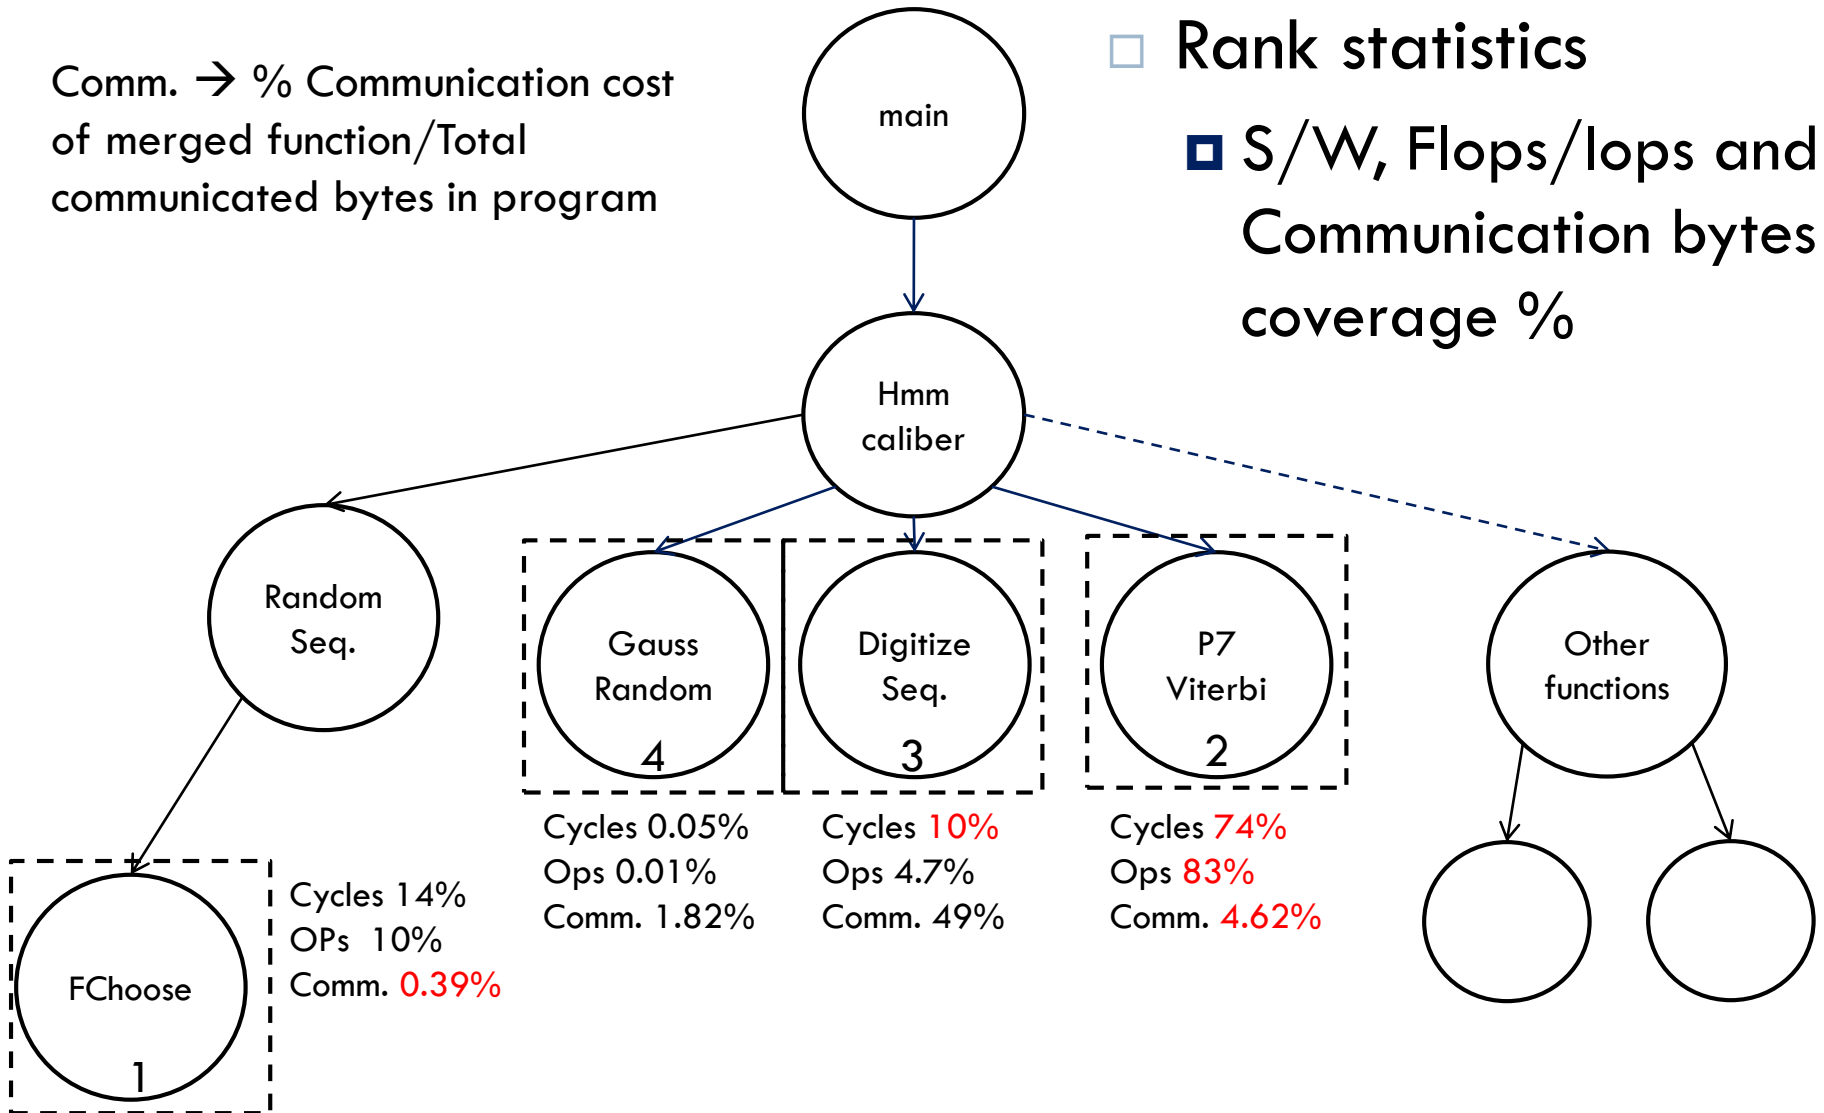 Comm. → % Communication cost
of merged function/Total
communicated bytes in program
Rank statistics
S/W, Flops/Iops and
Communication bytes
coverage %
main
Hmm
caliber
Random
Seq.
Gauss
Random
4
Digitize
Seq.
3
P7
Viterbi
2
Other
functions
Cycles 0.05%
Ops 0.01%
Comm. 1.82%
Cycles 10%
Ops 4.7%
Comm. 49%
Cycles 74%
Ops 83%
Comm. 4.62%
FChoose
1
Cycles 14%
OPs 10%
Comm. 0.39%